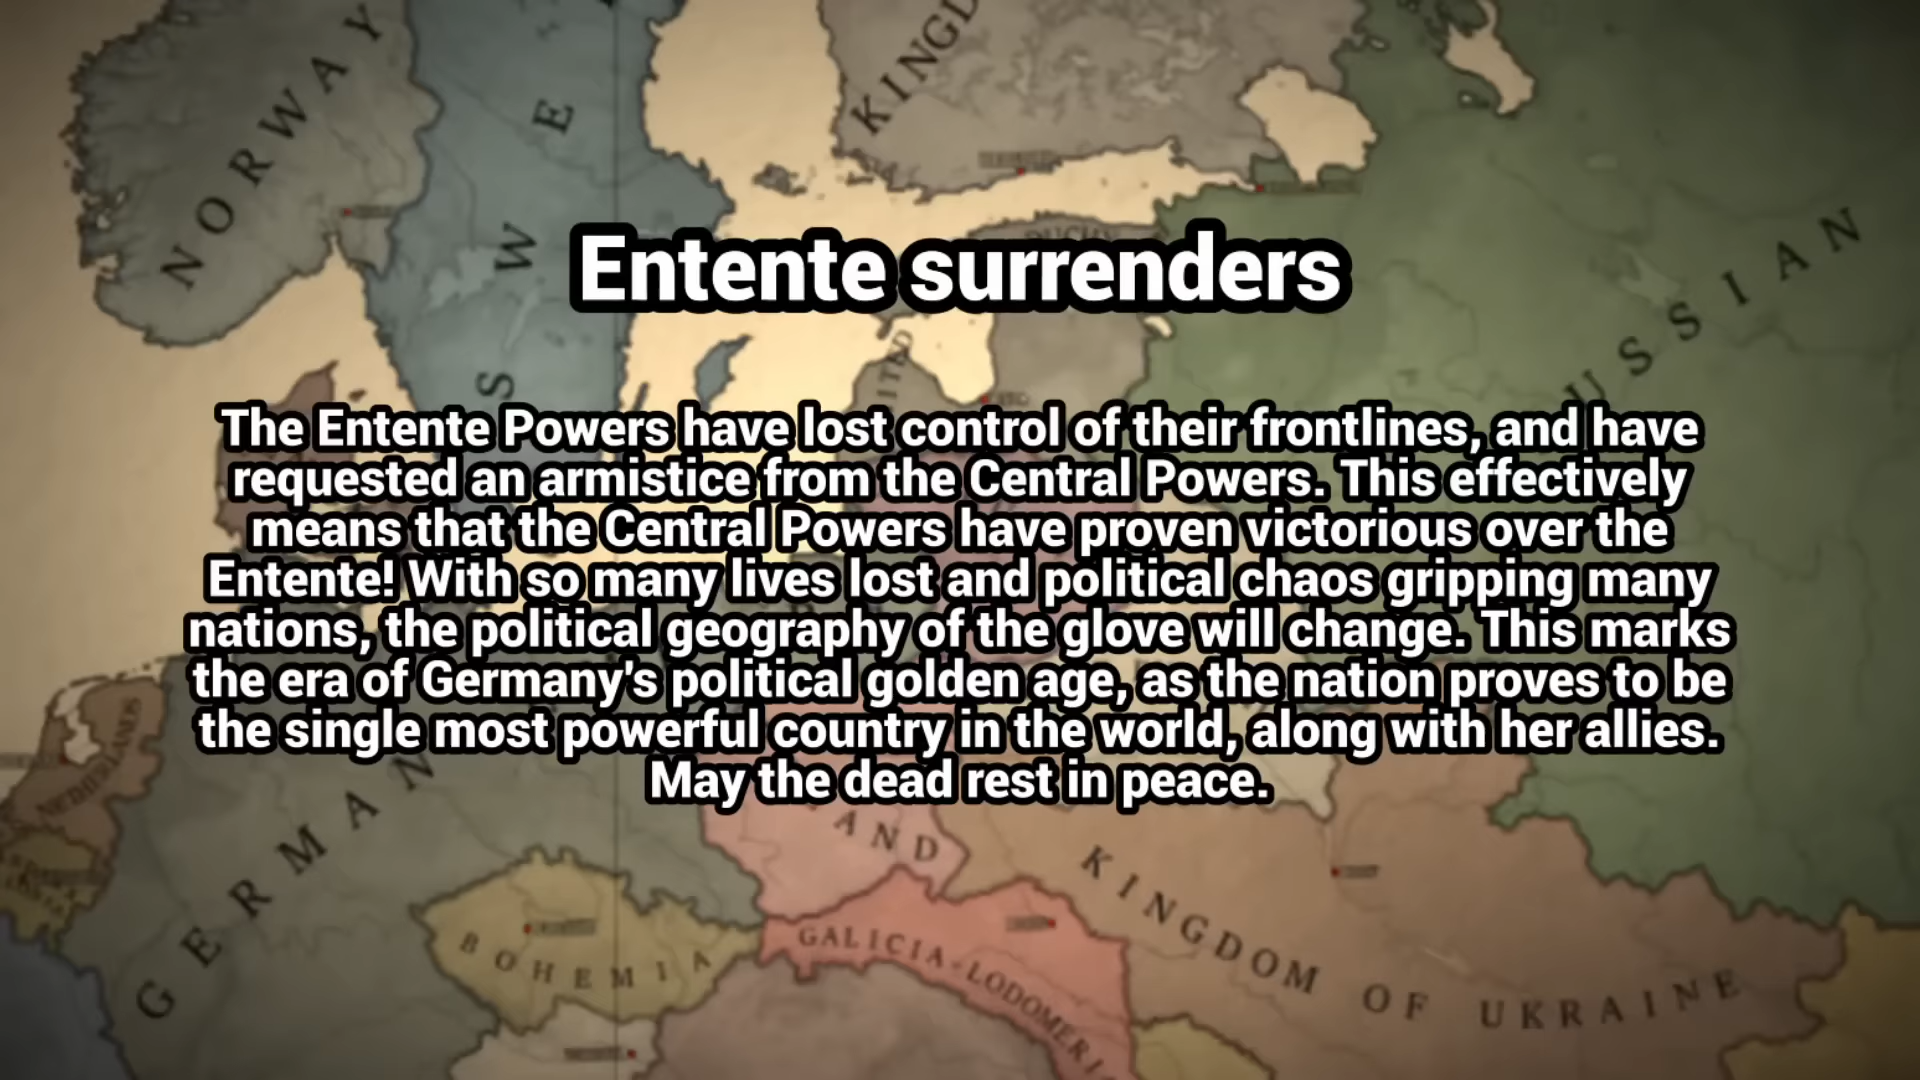 NORWAY
SWE
KINGD
DUCHY
RUSSIAN
Entente surrenders
The Entente Powers have lost control of their frontlines, and have
requested an armistice from the Central Powers. This effectively
means that the Central Powers have proven victorious over the
Entente! With so many lives lost and political chaos gripping many
nations, the political geography of the glove will change. This marks
the era of Germany's political golden age, as the nation proves to be
the single most powerful country in the world, along with her allies.
May the dead rest in peace.
NEDERLANDS
GERMAN
AND
KINGDOM OF UKRAINE
BOHEMIA
GALICIA-LODOMERI